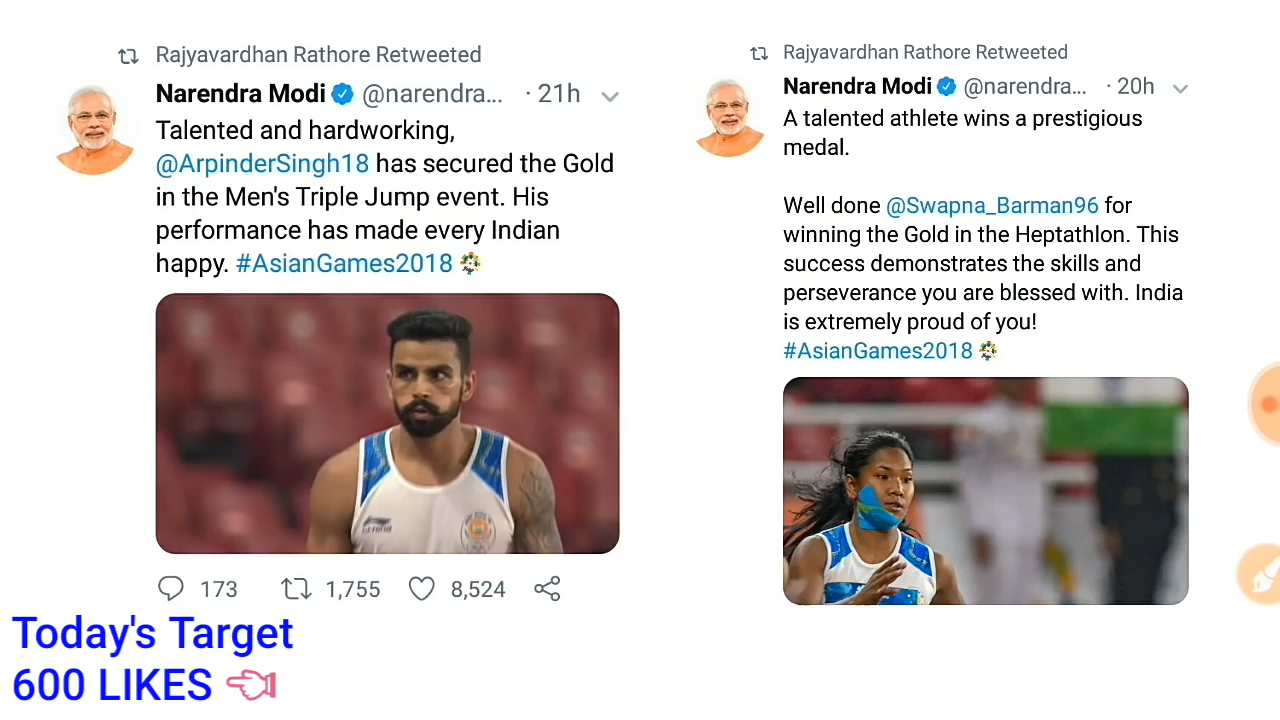 Rajyavardhan Rathore Retweeted
Narendra Modi @narendra... · 21h
Talented and hardworking,
@ArpinderSingh18 has secured the Gold
in the Men's Triple Jump event. His
performance has made every Indian
happy. #AsianGames2018
173 1,755 8,524
Rajyavardhan Rathore Retweeted
Narendra Modi @narendra... · 20h
A talented athlete wins a prestigious
medal.
Well done @Swapna_Barman96 for
winning the Gold in the Heptathlon. This
success demonstrates the skills and
perseverance you are blessed with. India
is extremely proud of you!
#AsianGames2018
Today's Target
600 LIKES